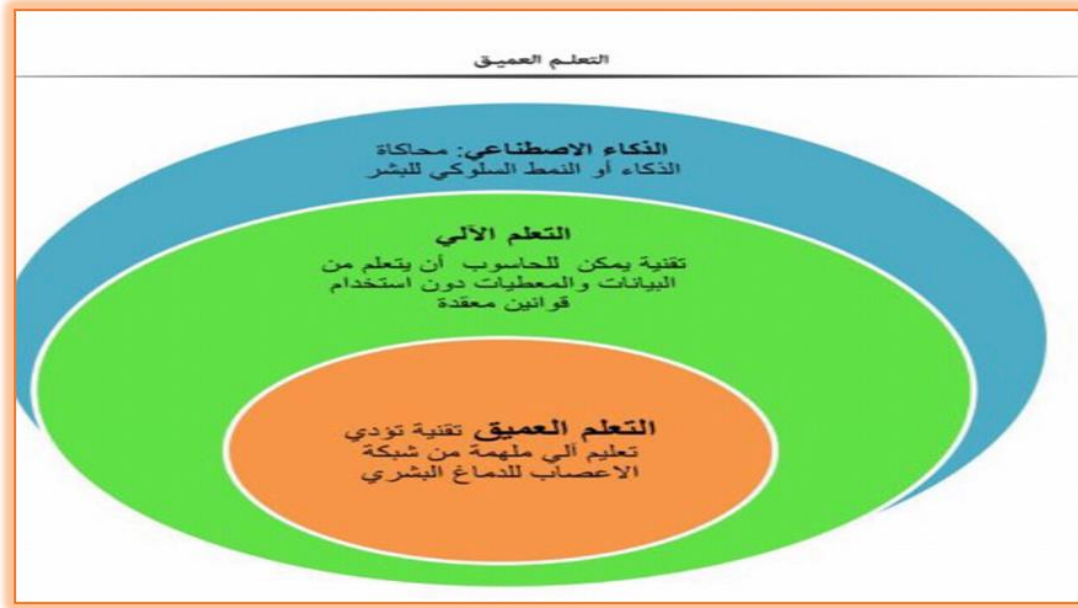 التعلم العميق
الذكاء الاصطناعي: محاكاة
الذكاء أو النمط السلوكي للبشر
التعلم الآلي
تقنية يمكن للحاسوب أن يتعلم من
البيانات والمعطيات دون استخدام
قوانين معقدة
التعلم العميق تقنية تؤدي
تعليم آلي ملهمة من شبكة
الاعصاب للدماغ البشري